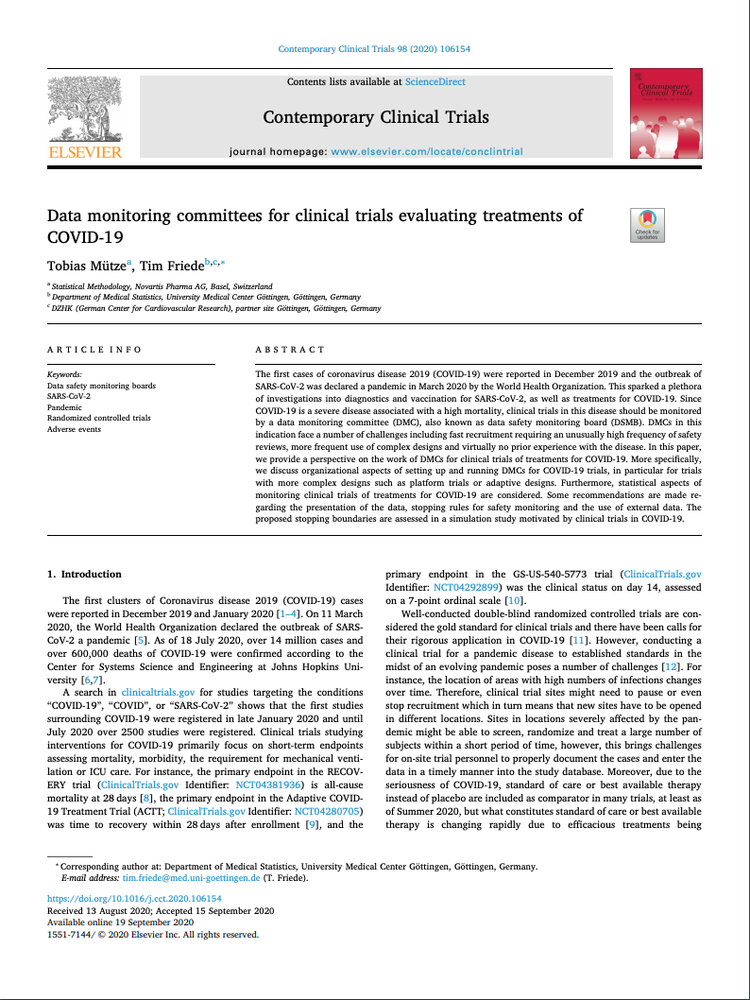 Contemporary Clinical Trials 98 (2020) 106154
Contents lists available at ScienceDirect
Contemporary Clinical Trials
journal homepage: www.elsevier.com/locate/conclintrial
ELSEVIER
Contemporary
Clinical Trials
Data monitoring committees for clinical trials evaluating treatments of
COVID-19
Check for
updates
Tobias Mützea, Tim Friedeb,c,*
a Statistical Methodology, Novartis Pharma AG, Basel, Switzerland
b Department of Medical Statistics, University Medical Center Göttingen, Göttingen, Germany
c DZHK (German Center for Cardiovascular Research), partner site Göttingen, Göttingen, Germany
ARTICLE INFO
Keywords:
Data safety monitoring boards
SARS-CoV-2
Pandemic
Randomized controlled trials
Adverse events
ABSTRACT
The first cases of coronavirus disease 2019 (COVID-19) were reported in December 2019 and the outbreak of
SARS-CoV-2 was declared a pandemic in March 2020 by the World Health Organization. This sparked a plethora
of investigations into diagnostics and vaccination for SARS-CoV-2, as well as treatments for COVID-19. Since
COVID-19 is a severe disease associated with a high mortality, clinical trials in this disease should be monitored
by a data monitoring committee (DMC), also known as data safety monitoring board (DSMB). DMCs in this
indication face a number of challenges including fast recruitment requiring an unusually high frequency of safety
reviews, more frequent use of complex designs and virtually no prior experience with the disease. In this paper,
we provide a perspective on the work of DMCs for clinical trials of treatments for COVID-19. More specifically,
we discuss organizational aspects of setting up and running DMCs for COVID-19 trials, in particular for trials
with more complex designs such as platform trials or adaptive designs. Furthermore, statistical aspects of
monitoring clinical trials of treatments for COVID-19 are considered. Some recommendations are made re-
garding the presentation of the data, stopping rules for safety monitoring and the use of external data. The
proposed stopping boundaries are assessed in a simulation study motivated by clinical trials in COVID-19.
1. Introduction
The first clusters of Coronavirus disease 2019 (COVID-19) cases
were reported in December 2019 and January 2020 [1–4]. On 11 March
2020, the World Health Organization declared the outbreak of SARS-
CoV-2 a pandemic [5]. As of 18 July 2020, over 14 million cases and
over 600,000 deaths of COVID-19 were confirmed according to the
Center for Systems Science and Engineering at Johns Hopkins Uni-
versity [6,7].
A search in clinicaltrials.gov for studies targeting the conditions
“COVID-19”, “COVID”, or “SARS-CoV-2” shows that the first studies
surrounding COVID-19 were registered in late January 2020 and until
July 2020 over 2500 studies were registered. Clinical trials studying
interventions for COVID-19 primarily focus on short-term endpoints
assessing mortality, morbidity, the requirement for mechanical venti-
lation or ICU care. For instance, the primary endpoint in the RECOV-
ERY trial (ClinicalTrials.gov Identifier: NCT04381936) is all-cause
mortality at 28 days [8], the primary endpoint in the Adaptive COVID-
19 Treatment Trial (ACTT; ClinicalTrials.gov Identifier: NCT04280705)
was time to recovery within 28 days after enrollment [9], and the
primary endpoint in the GS-US-540-5773 trial (ClinicalTrials.gov
Identifier: NCT04292899) was the clinical status on day 14, assessed
on a 7-point ordinal scale [10].
Well-conducted double-blind randomized controlled trials are con-
sidered the gold standard for clinical trials and there have been calls for
their rigorous application in COVID-19 [11]. However, conducting a
clinical trial for a pandemic disease to established standards in the
midst of an evolving pandemic poses a number of challenges [12]. For
instance, the location of areas with high numbers of infections changes
over time. Therefore, clinical trial sites might need to pause or even
stop recruitment which in turn means that new sites have to be opened
in different locations. Sites in locations severely affected by the pan-
demic might be able to screen, randomize and treat a large number of
subjects within a short period of time, however, this brings challenges
for on-site trial personnel to properly document the cases and enter the
data in a timely manner into the study database. Moreover, due to the
seriousness of COVID-19, standard of care or best available therapy
instead of placebo are included as comparator in many trials, at least as
of Summer 2020, but what constitutes standard of care or best available
therapy is changing rapidly due to efficacious treatments being
* Corresponding author at: Department of Medical Statistics, University Medical Center Göttingen, Göttingen, Germany.
E-mail address: tim.friede@med.uni-goettingen.de (T. Friede).
https://doi.org/10.1016/j.cct.2020.106154
Received 13 August 2020; Accepted 15 September 2020
Available online 19 September 2020
1551-7144/ © 2020 Elsevier Inc. All rights reserved.